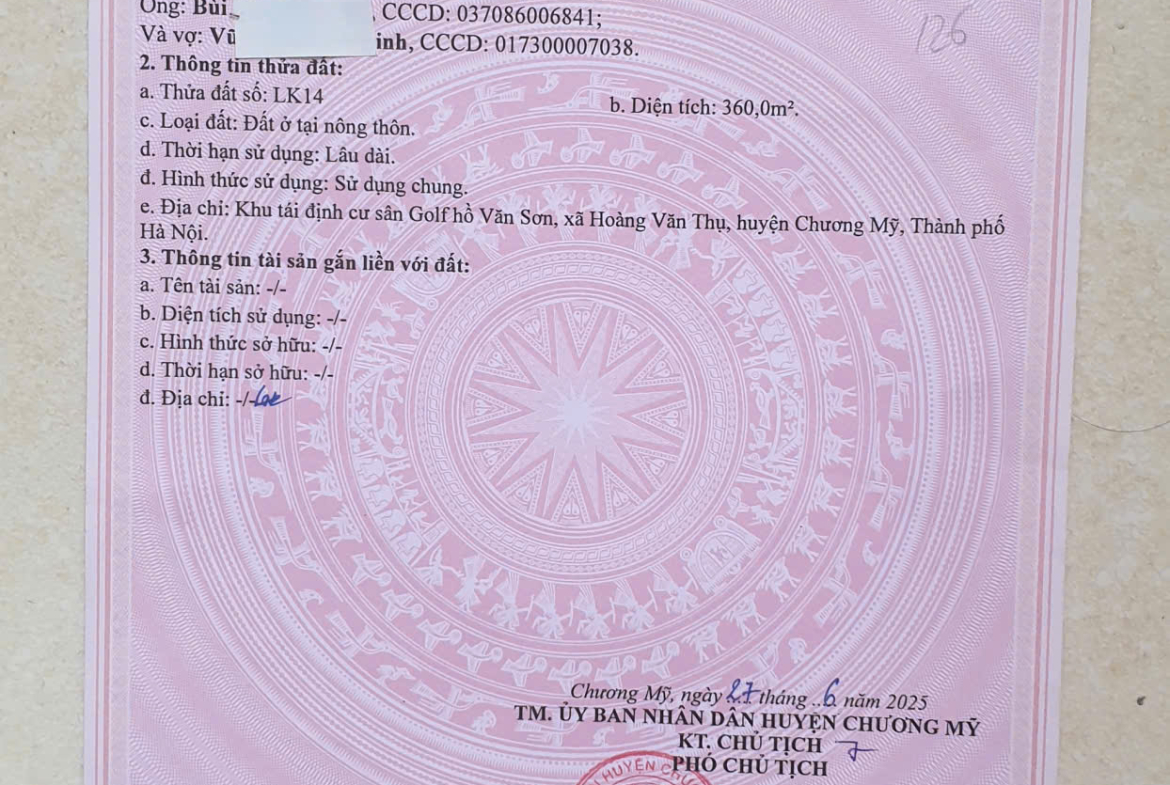 Ông: Bùi , CCCD: 037086006841;
Và vợ: Vũ inh, CCCD: 017300007038.
126
2. Thông tin thửa đất:
a. Thửa đất số: LK14
b. Diện tích: 360,0m².
c. Loại đất: Đất ở tại nông thôn.
d. Thời hạn sử dụng: Lâu dài.
đ. Hình thức sử dụng: Sử dụng chung.
e. Địa chỉ: Khu tái định cư sân Golf hồ Văn Sơn, xã Hoàng Văn Thụ, huyện Chương Mỹ, Thành phố
Hà Nội.
3. Thông tin tài sản gắn liền với đất:
a. Tên tài sản: -/-
b. Diện tích sử dụng: -/-
c. Hình thức sở hữu: -/-
d. Thời hạn sở hữu: -/-
đ. Địa chỉ: -/-
Chương Mỹ, ngày 27 tháng ..6 năm 2025
TM. ỦY BAN NHÂN DÂN HUYỆN CHƯƠNG MỸ
KT. CHỦ TỊCH
PHÓ CHỦ TỊCH
HUYỆN CHƯƠ